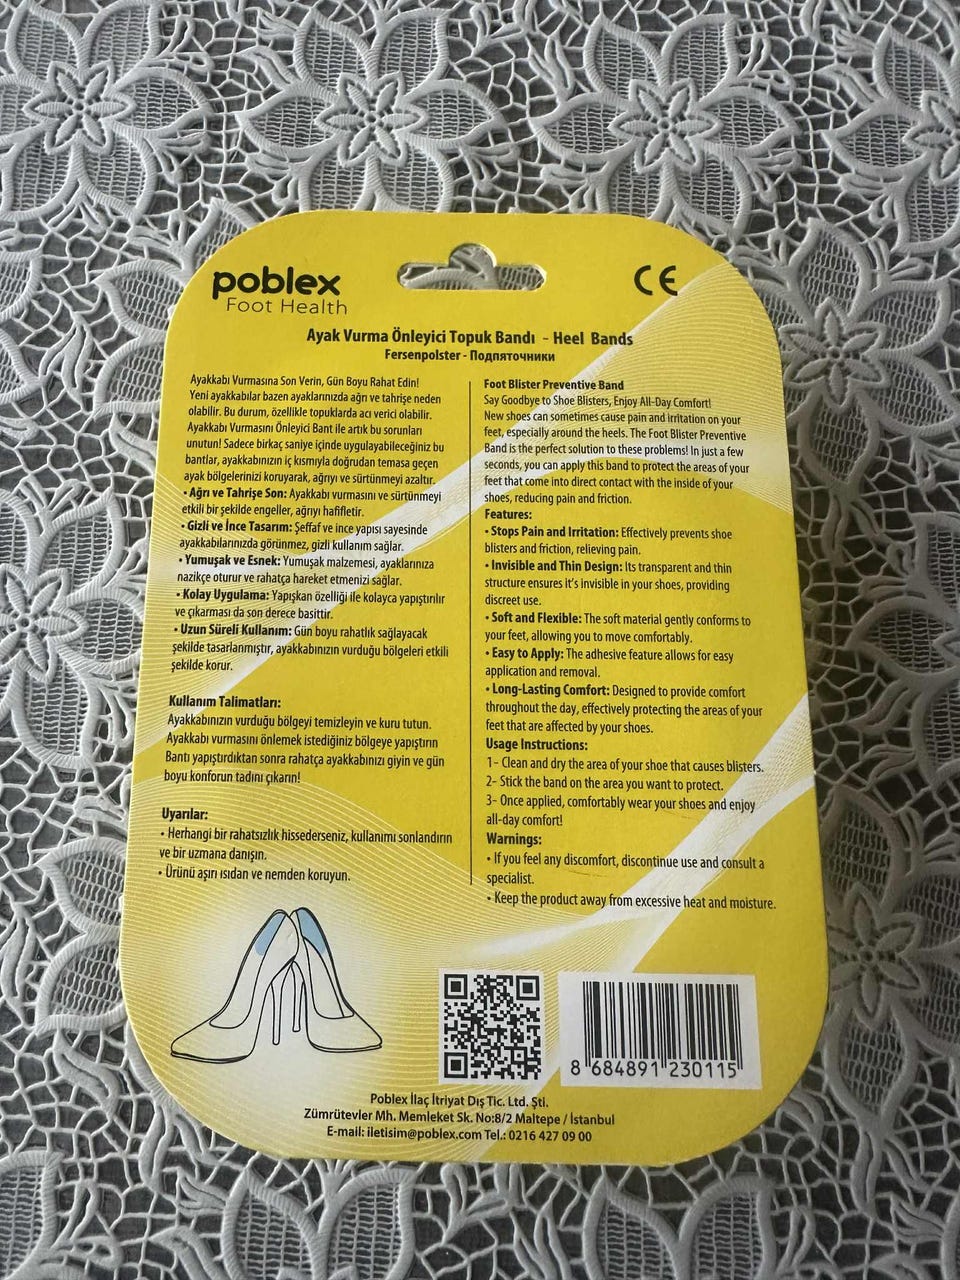 poblex
Foot Health
CE
Ayak Vurma Önleyici Topuk Bandı - Heel Bands
Fersenpolster - Подпяточники
Ayakkabı Vurmasına Son Verin, Gün Boyu Rahat Edin!
Yeni ayakkabılar bazen ayaklarınızda ağrı ve tahrişe neden
olabilir. Bu durum, özellikle topuklarda acı verici olabilir.
Ayakkabı Vurmasını Önleyici Bant ile artık bu sorunları
unutun! Sadece birkaç saniye içinde uygulayabileceğiniz bu
bantlar, ayakkabınızın iç kısmıyla doğrudan temasa geçen
ayak bölgelerinizi koruyarak, ağrıyı ve sürtünmeyi azaltır.
• Ağrı ve Tahrişe Son: Ayakkabı vurmasını ve sürtünmeyi
etkili bir şekilde engeller, ağrıyı hafifletir.
• Gizli ve İnce Tasarım: Şeffaf ve ince yapısı sayesinde
ayakkabılarınızda görünmez, gizli kullanım sağlar.
• Yumuşak ve Esnek: Yumuşak malzemesi, ayaklarınıza
nazikçe oturur ve rahatça hareket etmenizi sağlar.
• Kolay Uygulama: Yapışkan özelliği ile kolayca yapıştırılır
ve çıkarması da son derece basittir.
• Uzun Süreli Kullanım: Gün boyu rahatlık sağlayacak
şekilde tasarlanmıştır, ayakkabınızın vurduğu bölgeleri etkili
şekilde korur.
Kullanım Talimatları:
Ayakkabınızın vurduğu bölgeyi temizleyin ve kuru tutun.
Ayakkabı vurmasını önlemek istediğiniz bölgeye yapıştırın
Bantı yapıştırdıktan sonra rahatça ayakkabınızı giyin ve gün
boyu konforun tadını çıkarın!
Uyarılar:
• Herhangi bir rahatsızlık hissederseniz, kullanımı sonlandırın
ve bir uzmana danışın.
• Ürünü aşırı ısıdan ve nemden koruyun.
Foot Blister Preventive Band
Say Goodbye to Shoe Blisters, Enjoy All-Day Comfort!
New shoes can sometimes cause pain and irritation on your
feet, especially around the heels. The Foot Blister Preventive
Band is the perfect solution to these problems! In just a few
seconds, you can apply this band to protect the areas of your
feet that come into direct contact with the inside of your
shoes, reducing pain and friction.
Features:
• Stops Pain and Irritation: Effectively prevents shoe
blisters and friction, relieving pain.
• Invisible and Thin Design: Its transparent and thin
structure ensures it's invisible in your shoes, providing
discreet use.
• Soft and Flexible: The soft material gently conforms to
your feet, allowing you to move comfortably.
• Easy to Apply: The adhesive feature allows for easy
application and removal.
• Long-Lasting Comfort: Designed to provide comfort
throughout the day, effectively protecting the areas of your
feet that are affected by your shoes.
Usage Instructions:
1- Clean and dry the area of your shoe that causes blisters.
2- Stick the band on the area you want to protect.
3- Once applied, comfortably wear your shoes and enjoy
all-day comfort!
Warnings:
• If you feel any discomfort, discontinue use and consult a
specialist.
• Keep the product away from excessive heat and moisture.
8 684891 230115
Poblex İlaç İtriyat Dış Tic. Ltd. Şti.
Zümrütevler Mh. Memleket Sk. No:8/2 Maltepe / İstanbul
E-mail: iletisim@poblex.com Tel.: 0216 427 09 00